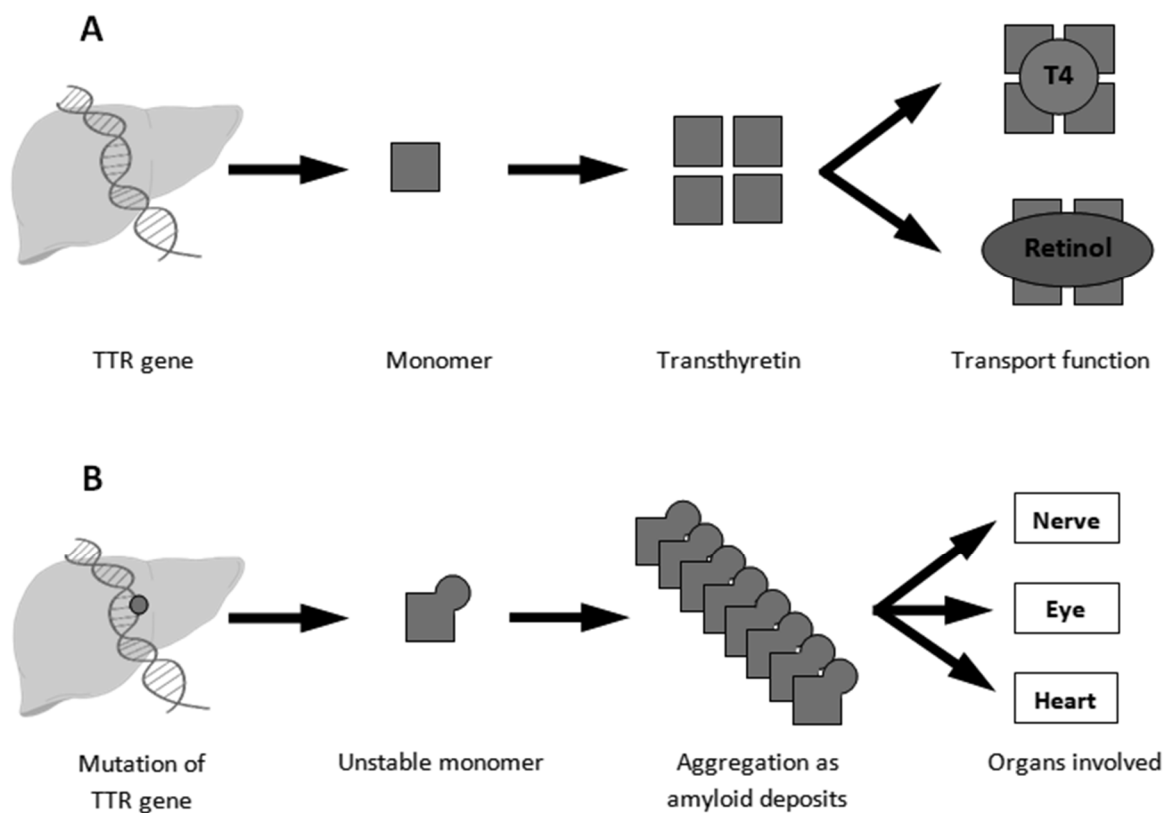 A
T4
Retinol
TTR gene
Monomer
Transthyretin
Transport function
B
Nerve
Eye
Heart
Mutation of
TTR gene
Unstable monomer
Aggregation as
amyloid deposits
Organs involved